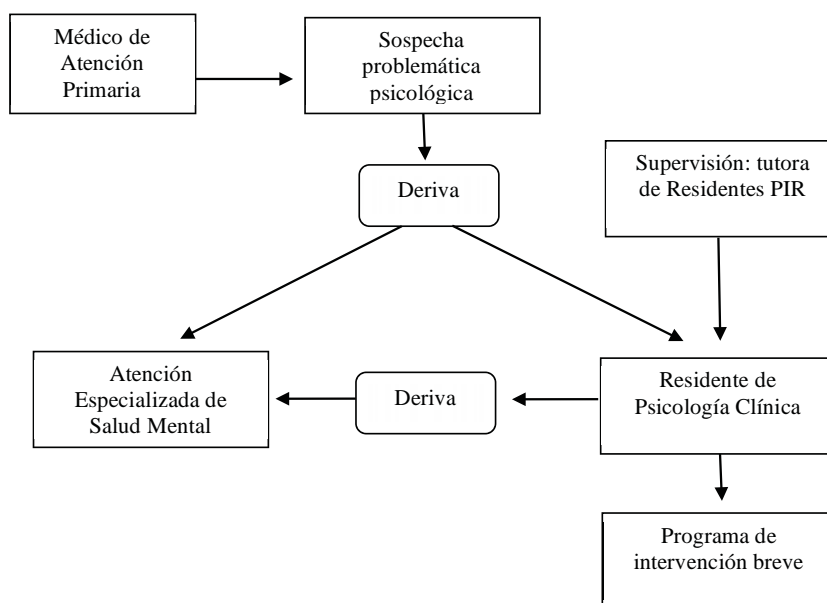 Médico de
Atención
Primaria
Sospecha
problemática
psicológica
Deriva
Supervisión: tutora
de Residentes PIR
Atención
Especializada de
Salud Mental
Deriva
Residente de
Psicología Clínica
Programa de
intervención breve